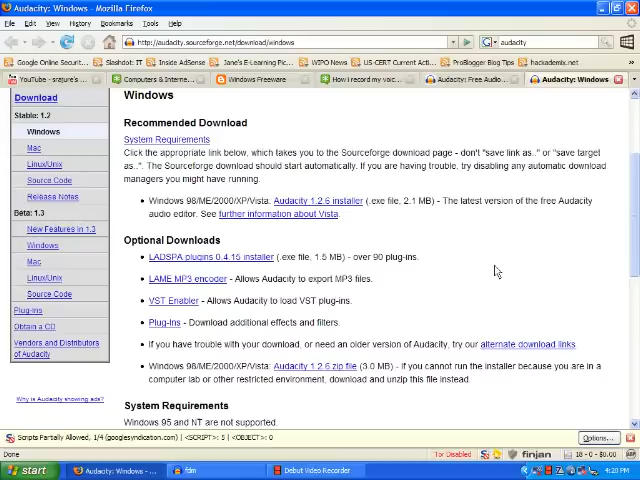 Audacity: Windows - Mozilla Firefox
File Edit View History Bookmarks Tools Help
http://audacity.sourceforge.net/download/windows
audacity
Google Online Securit... Slashdot: IT Inside AdSense Jane's E-Learning Pic... WIPO News US-CERT Current Acti... ProBlogger Blog Tips hackademix.net
YouTube - srajure's ... Computers & Interne... Windows Freeware How i record my voic... Audacity: Free Audo... Audacity: Windows
Download
Stable: 1.2
Windows
Mac
Linux/Unix
Source Code
Release Notes
Beta: 1.3
New Features in 1.3
Windows
Mac
Linux/Unix
Source Code
Plug-Ins
Obtain a CD
Vendors and Distributors
of Audacity
Why is Audacity showing ads?
Windows
Recommended Download
System Requirements
Click the appropriate link below, which takes you to the Sourceforge download page - don't "save link as.." or "save target
as..". The Sourceforge download should start automatically. If you are having trouble, try disabling any automatic download
managers you might have running.
• Windows 98/ME/2000/XP/Vista: Audacity 1.2.6 installer (.exe file, 2.1 MB) - The latest version of the free Audacity
audio editor. See further information about Vista.
Optional Downloads
• LADSPA plugins 0.4.15 installer (.exe file, 1.5 MB) - over 90 plug-ins.
• LAME MP3 encoder - Allows Audacity to export MP3 files.
• VST Enabler - Allows Audacity to load VST plug-ins.
• Plug-Ins - Download additional effects and filters.
• If you have trouble with your download, or need an older version of Audacity, try our alternate download links.
• Windows 98/ME/2000/XP/Vista: Audacity 1.2.6 zip file (3.0 MB) - If you cannot run the installer because you are in a
computer lab or other restricted environment, download and unzip this file instead.
System Requirements
Windows 95 and NT are not supported.
Scripts Partially Allowed, 1/4 (googlesyndication.com) | <SCRIPT>: 5 | <OBJECT>: 0
Options...
Done
Tor Disabled
finjan
18 - 0 - $0.00
start
Audacity: Windows - ...
fdm
Debut Video Recorder
4:20 PM